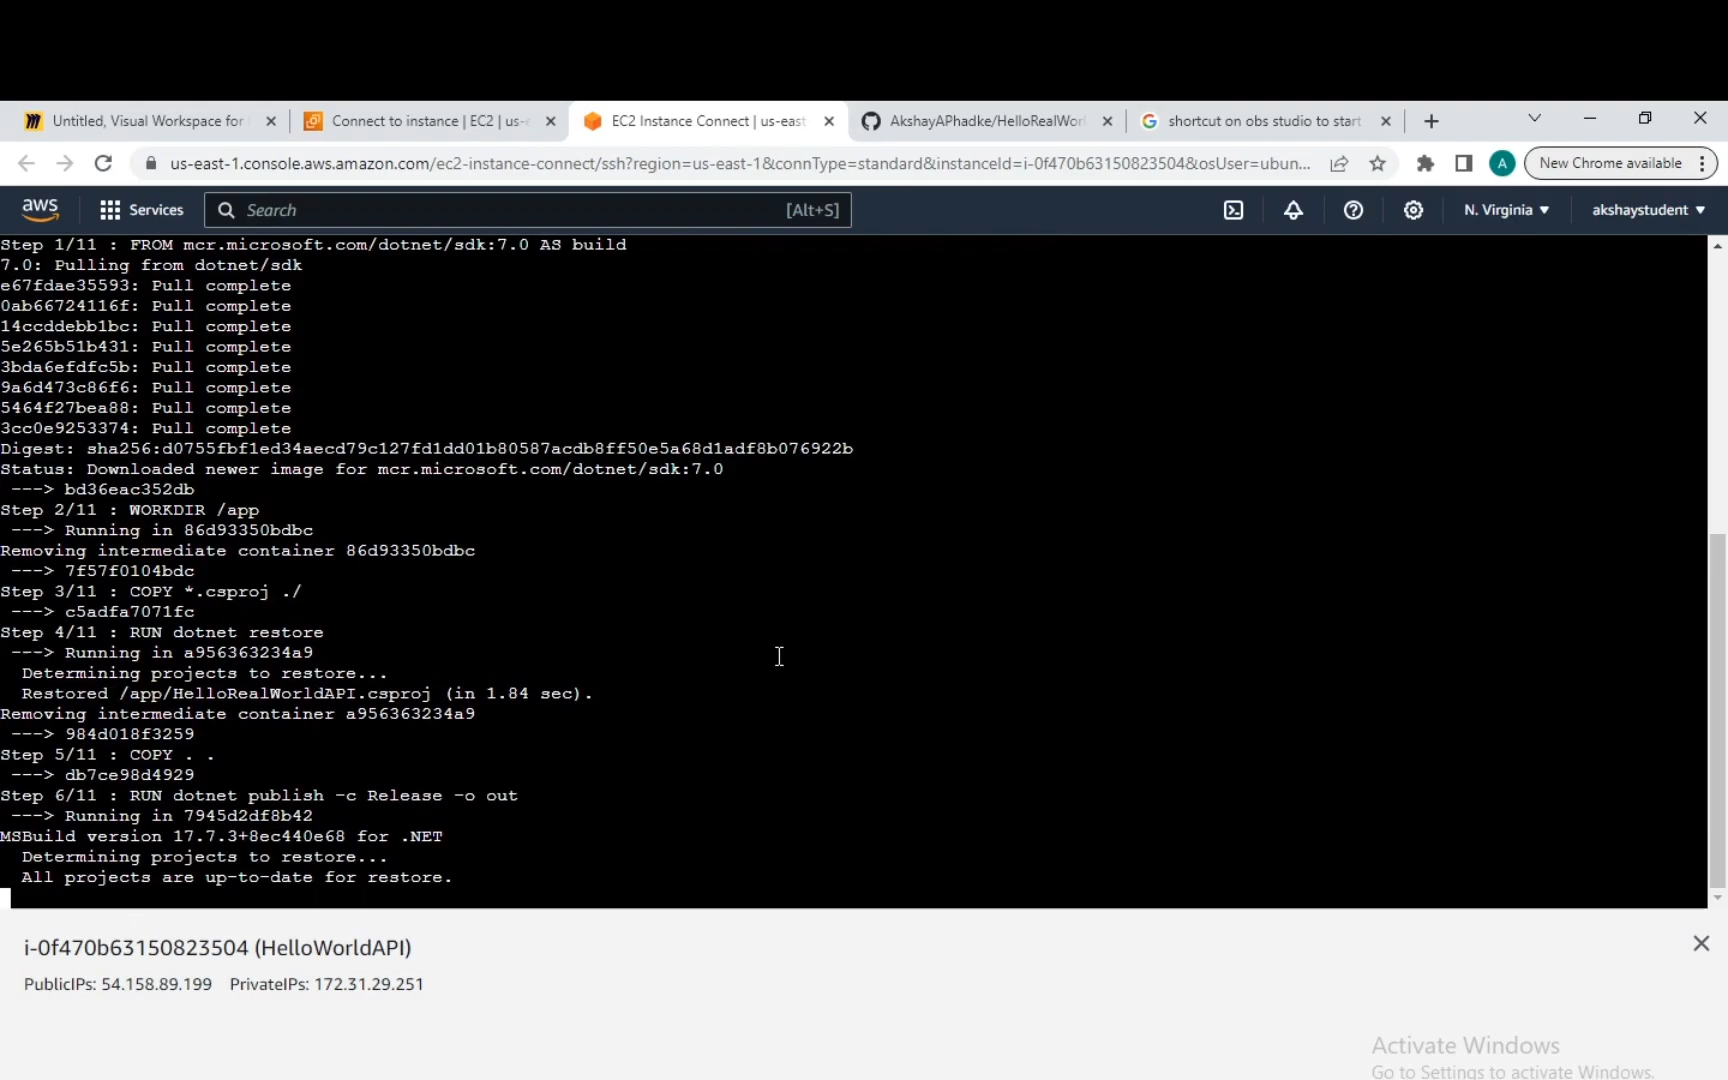 Untitled, Visual Workspace for
Connect to instance | EC2 | us-e
EC2 Instance Connect | us-east
AkshayAPhadke/HelloRealWorl
shortcut on obs studio to start
us-east-1.console.aws.amazon.com/ec2-instance-connect/ssh?region=us-east-1&connType=standard&instanceId=i-0f470b63150823504&osUser=ubun...
A
New Chrome available
aws
Services
Search
[Alt+S]
N. Virginia
akshaystudent
Step 1/11 : FROM mcr.microsoft.com/dotnet/sdk:7.0 AS build
7.0: Pulling from dotnet/sdk
e67fdae35593: Pull complete
0ab66724116f: Pull complete
14ccddebb1bc: Pull complete
5e265b51b431: Pull complete
3bda6efdfc5b: Pull complete
9a6d473c86f6: Pull complete
5464f27bea88: Pull complete
3cc0e9253374: Pull complete
Digest: sha256:d0755fbf1ed34aecd79c127fd1dd01b80587acdb8ff50e5a68d1adf8b076922b
Status: Downloaded newer image for mcr.microsoft.com/dotnet/sdk:7.0
---> bd36eac352db
Step 2/11 : WORKDIR /app
---> Running in 86d93350bdbc
Removing intermediate container 86d93350bdbc
---> 7f57f0104bdc
Step 3/11 : COPY *.csproj ./
---> c5adfa7071fc
Step 4/11 : RUN dotnet restore
---> Running in a956363234a9
Determining projects to restore...
Restored /app/HelloRealWorldAPI.csproj (in 1.84 sec).
Removing intermediate container a956363234a9
---> 984d018f3259
Step 5/11 : COPY . .
---> db7ce98d4929
Step 6/11 : RUN dotnet publish -c Release -o out
---> Running in 7945d2df8b42
MSBuild version 17.7.3+8ec440e68 for .NET
Determining projects to restore...
All projects are up-to-date for restore.
i-0f470b63150823504 (HelloWorldAPI)
PublicIPs: 54.158.89.199 PrivateIPs: 172.31.29.251
Activate Windows
Go to Settings to activate Windows.